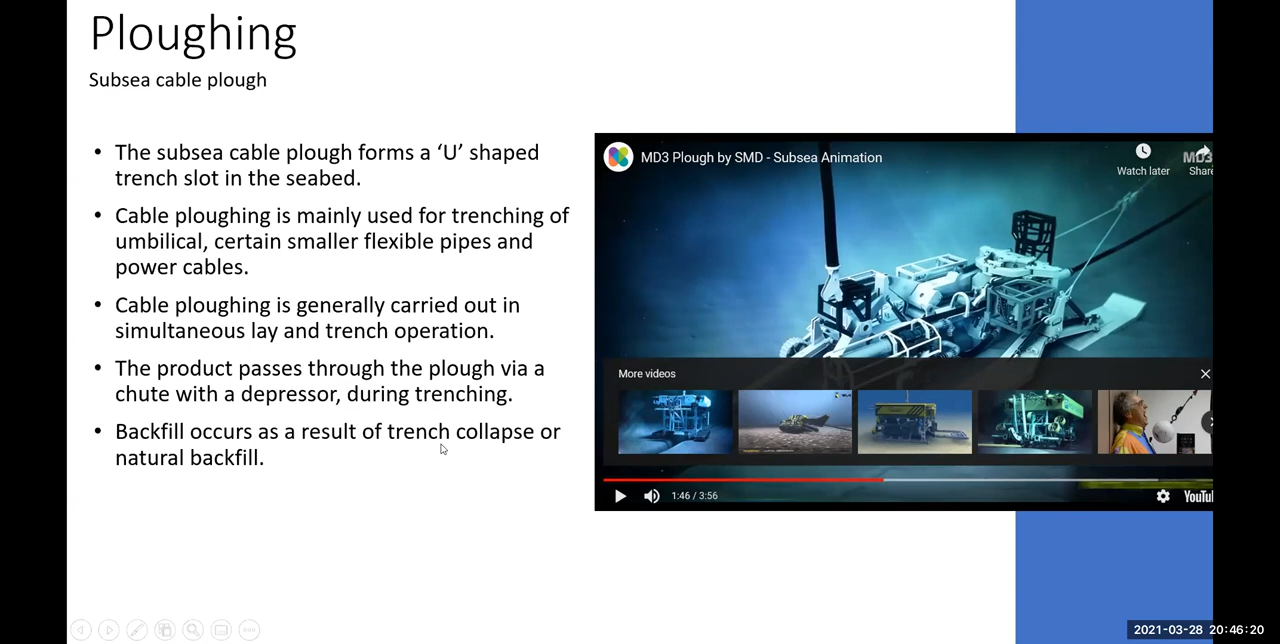 Ploughing
Subsea cable plough
• The subsea cable plough forms a ‘U’ shaped
trench slot in the seabed.
• Cable ploughing is mainly used for trenching of
umbilical, certain smaller flexible pipes and
power cables.
• Cable ploughing is generally carried out in
simultaneous lay and trench operation.
• The product passes through the plough via a
chute with a depressor, during trenching.
• Backfill occurs as a result of trench collapse or
natural backfill.
MD3 Plough by SMD - Subsea Animation
MD3
Watch later
Share
More videos
1:46 / 3:56
YouTu
2021-03-28 20:46:20